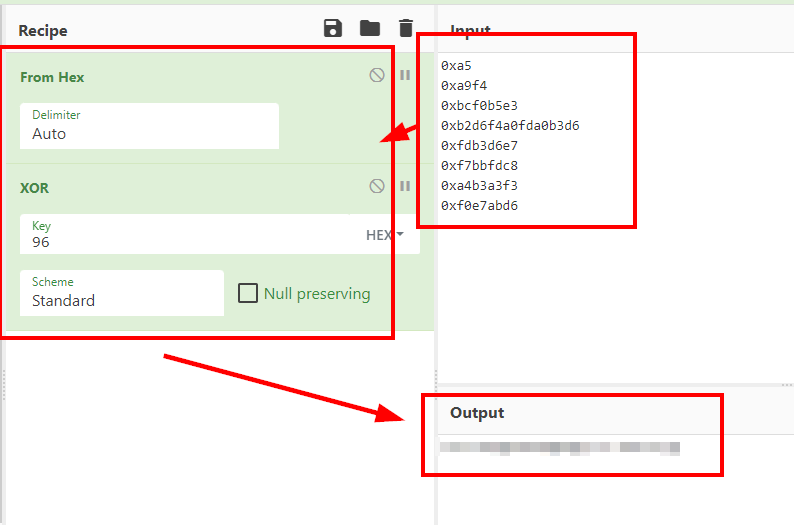 Recipe
From Hex
Delimiter
Auto
XOR
Key
96
HEX
Scheme
Standard
Null preserving
Input
0xa5
0xa9f4
0xbcf0b5e3
0xb2d6f4a0fda0b3d6
0xfdb3d6e7
0xf7bbfdc8
0xa4b3a3f3
0xf0e7abd6
Output